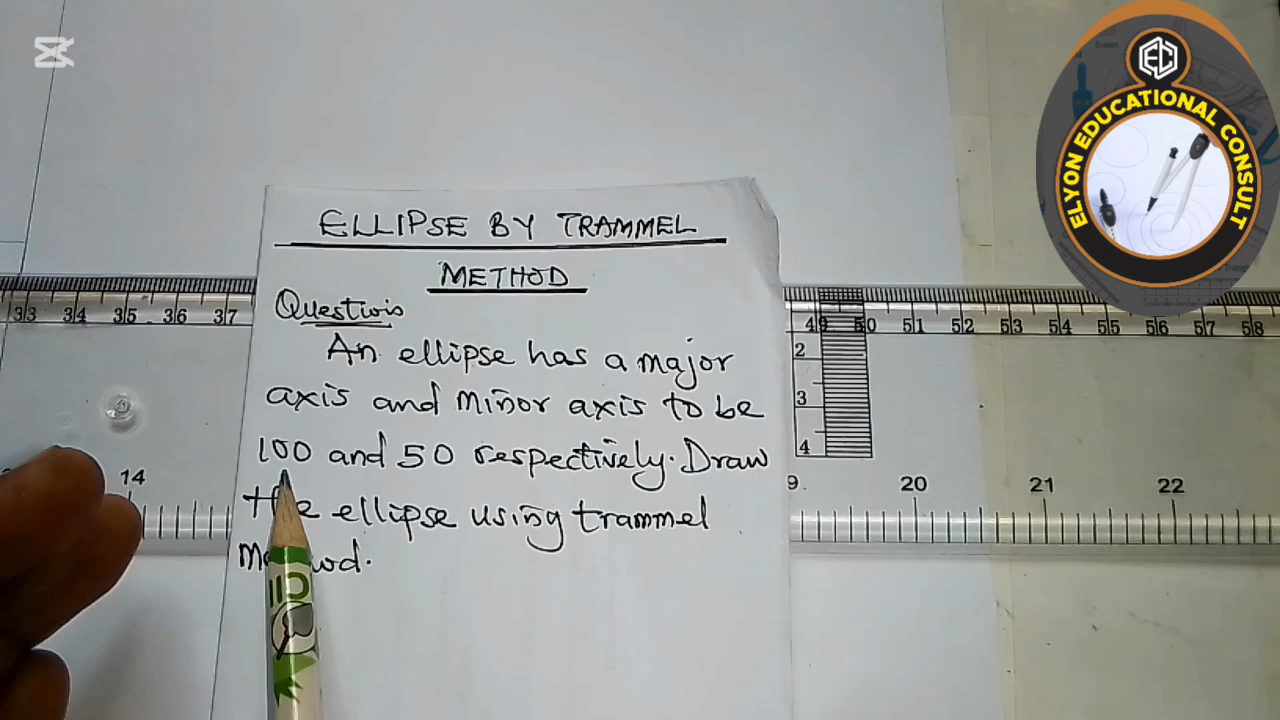 ELLIPSE BY TRAMMEL
METHOD
Question
An ellipse has a major
axis and minor axis to be
100 and 50 respectively. Draw
the ellipse using trammel
EC
ELYON EDUCATIONAL CONSULT
33 34 35 36 37
49 50 51 52 53 54 55 56 57 58
2
3
4
14
20 21 22